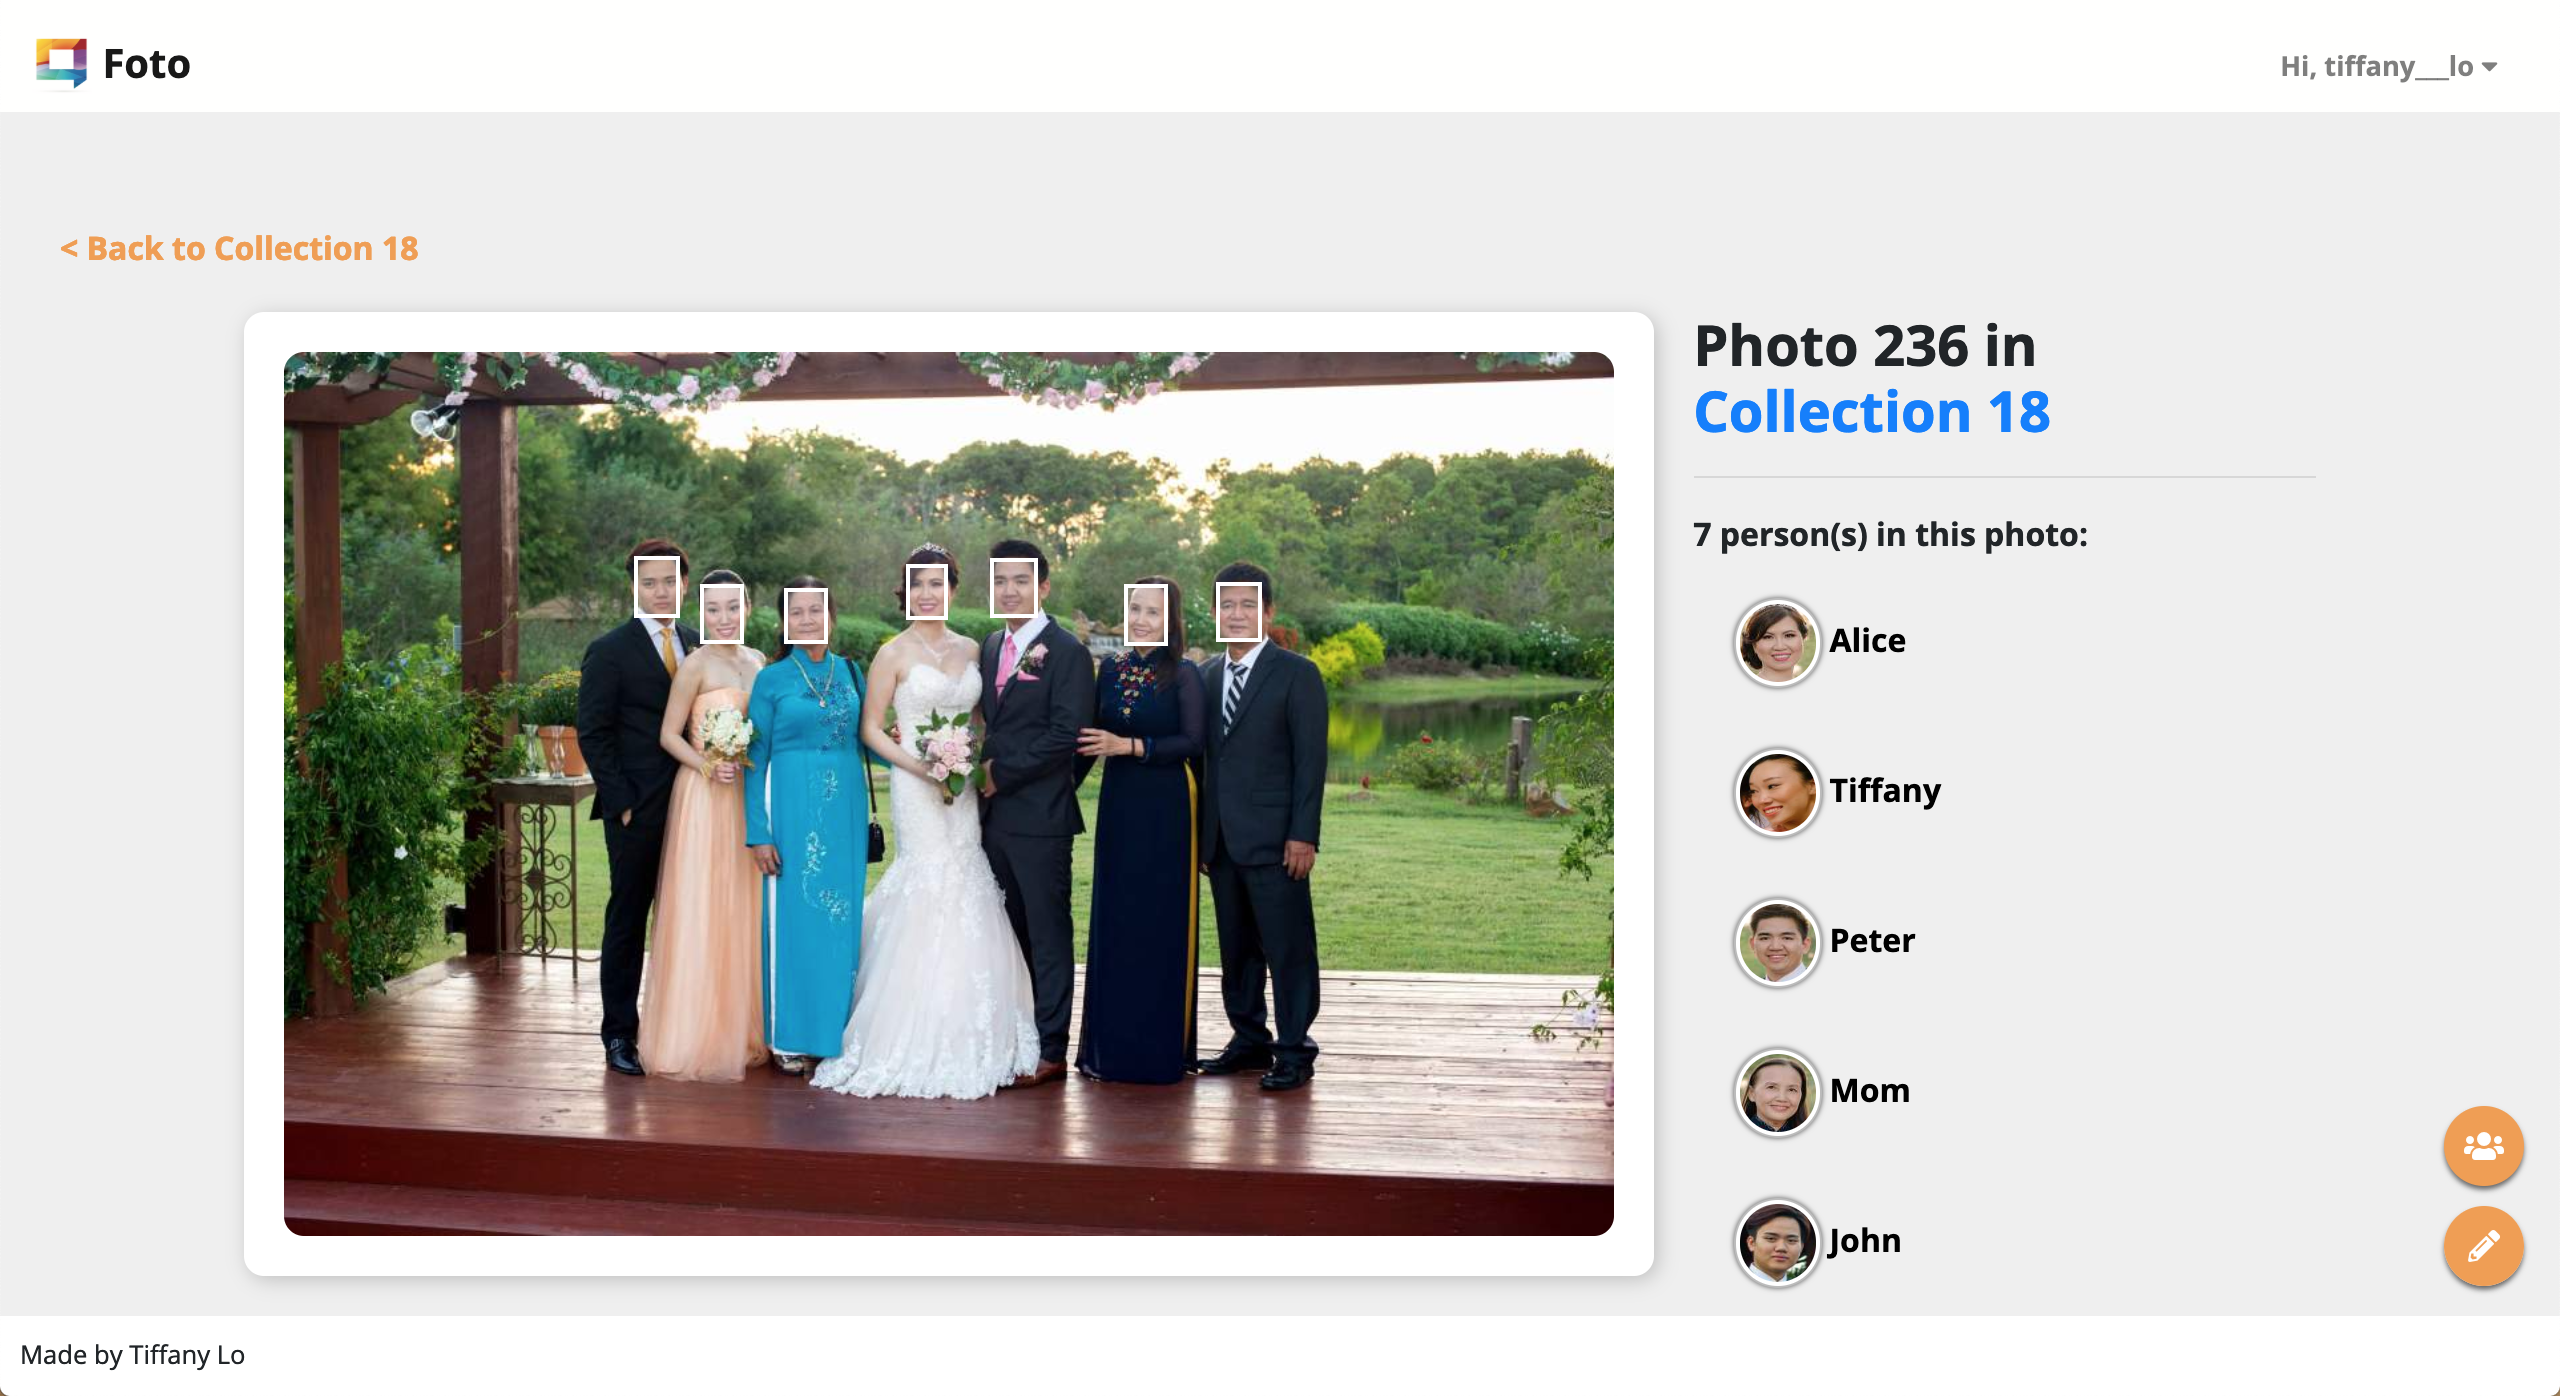 Foto
Hi, tiffany___lo
< Back to Collection 18
Photo 236 in
Collection 18
7 person(s) in this photo:
Alice
Tiffany
Peter
Mom
John
Made by Tiffany Lo